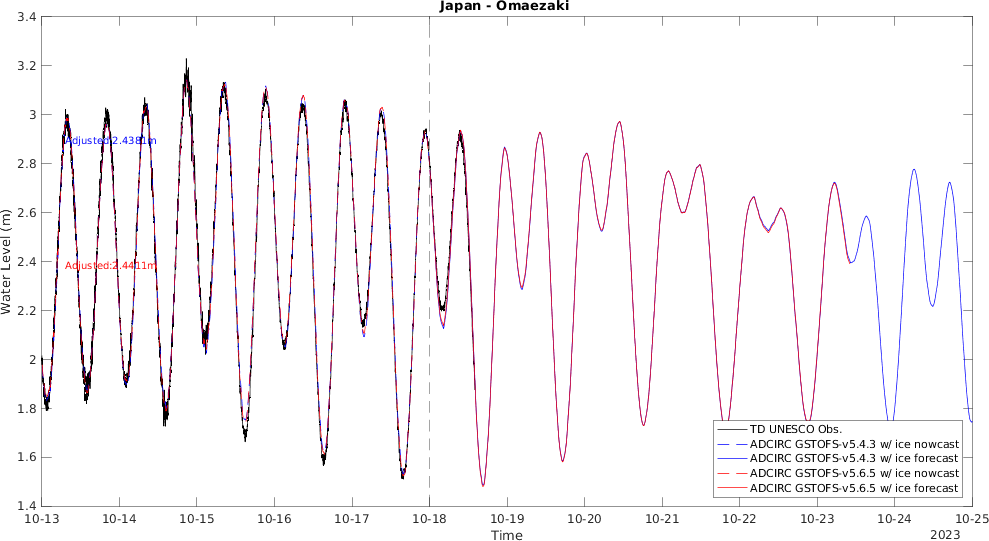 Japan - Omaezaki
3.4
3.2
3
2.8
2.6
2.4
2.2
2
1.8
1.6
1.4
Water Level (m)
Adjusted:2.4381m
Adjusted:2.4411m
TD UNESCO Obs.
ADCIRC GSTOFS-v5.4.3 w/ ice nowcast
ADCIRC GSTOFS-v5.4.3 w/ ice forecast
ADCIRC GSTOFS-v5.6.5 w/ ice nowcast
ADCIRC GSTOFS-v5.6.5 w/ ice forecast
10-13 10-14 10-15 10-16 10-17 10-18 10-19 10-20 10-21 10-22 10-23 10-24 10-25
Time
2023